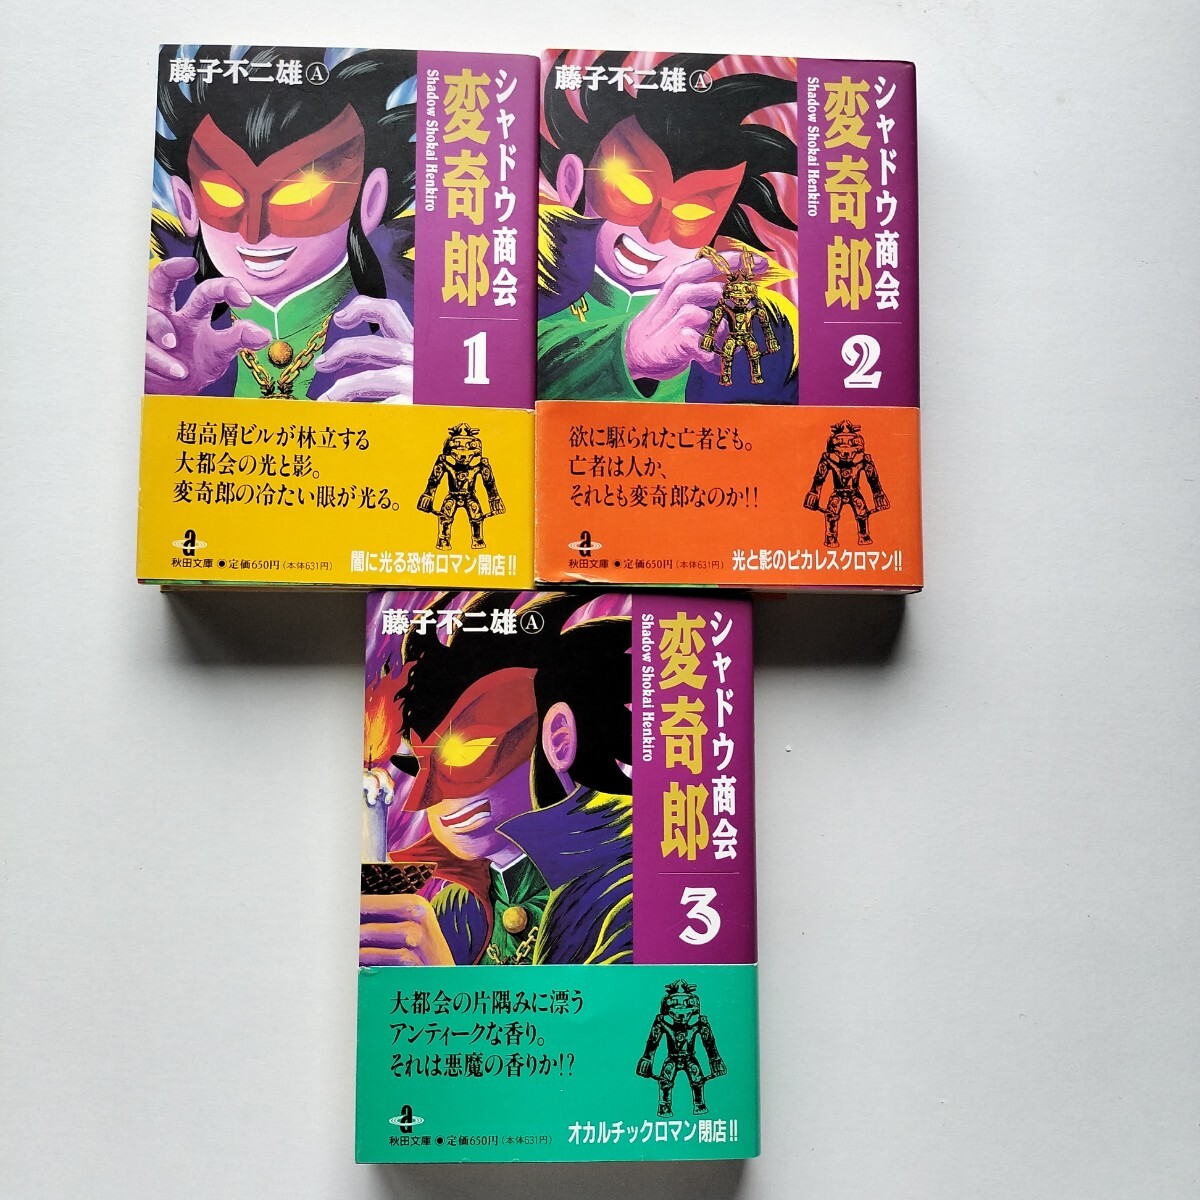 藤子不二雄Ⓐ
シャドウ商会
変奇郎
Shadow Shokai Henkiro
1
超高層ビルが林立する
大都会の光と影。
変奇郎の冷たい眼が光る。
a
秋田文庫 ●定価650円(本体631円)
闇に光る恐怖ロマン開店!!
藤子不二雄Ⓐ
シャドウ商会
変奇郎
Shadow Shokai Henkiro
2
欲に駆られた亡者ども。
亡者は人か、
それとも変奇郎なのか!!
a
秋田文庫 ●定価650円(本体631円)
光と影のピカレスクロマン!!
藤子不二雄Ⓐ
シャドウ商会
変奇郎
Shadow Shokai Henkiro
3
大都会の片隅みに漂う
アンティークな香り。
それは悪魔の香りか!?
a
秋田文庫 ●定価650円(本体631円)
オカルチックロマン閉店!!